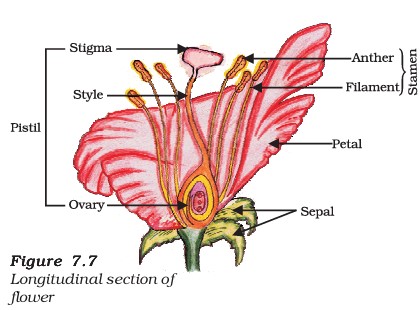 Stigma
Anther
Stamen
Style
Filament
Pistil
Petal
Ovary
Sepal
Figure 7.7
Longitudinal section of
flower